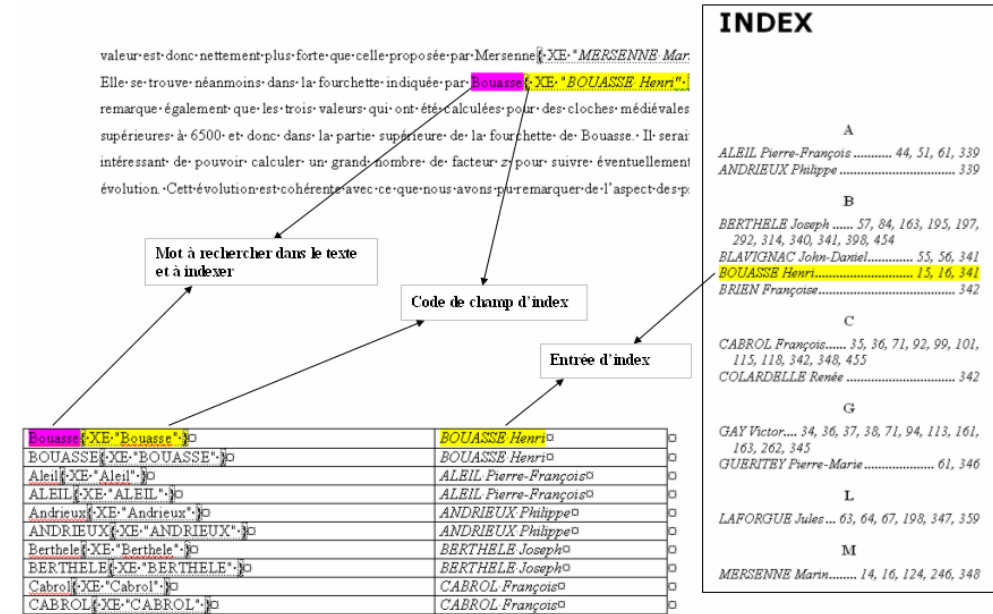 INDEX
valeur est donc nettement plus forte que celle proposée par Mersenne{ XE "MERSENNE Mar
Elle se trouve néanmoins dans la fourchette indiquée par Bouasse{ XE "BOUASSE Henri"
remarque également que les trois valeurs qui ont été calculées pour des cloches médiévales
supérieures à 6500 et donc dans la partie supérieure de la fourchette de Bouasse. Il serai
intéressant de pouvoir calculer un grand nombre de facteur z pour suivre éventuellement
évolution. Cett évolution est cohérente avec ce que nous avons pu remarquer de l'aspect des p
Mot à rechercher dans le texte
et à indexer
Code de champ d'index
Entrée d'index
Bouasse{ XE "Bouasse" } BOUASSE Henri
BOUASSE{ XE "BOUASSE" } BOUASSE Henri
Aleil{ XE "Aleil" } ALEIL Pierre-François
ALEIL{ XE "ALEIL" } ALEIL Pierre-François
Andrieux{ XE "Andrieux" } ANDRIEUX Philippe
ANDRIEUX{ XE "ANDRIEUX" } ANDRIEUX Philippe
Berthele{ XE "Berthele" } BERTHELE Joseph
BERTHELE{ XE "BERTHELE" } BERTHELE Joseph
Cabrol{ XE "Cabrol" } CABROL François
CABROL{ XE "CABROL" } CABROL François
A
ALEIL Pierre-François ........... 44, 51, 61, 339
ANDRIEUX Philippe ................................ 339
B
BERTHELE Joseph ...... 57, 84, 163, 195, 197,
292, 314, 340, 341, 398, 454
BLAVIGNAC John-Daniel............. 55, 56, 341
BOUASSE Henri............................ 15, 16, 341
BRIEN Françoise...................................... 342
C
CABROL François...... 35, 36, 71, 92, 99, 101,
115, 118, 342, 348, 455
COLARDELLE Renée .............................. 342
G
GAY Victor.... 34, 36, 37, 38, 71, 94, 113, 161,
163, 262, 345
GUERITEY Pierre-Marie.................... 61, 346
L
LAFORGUE Jules... 63, 64, 67, 198, 347, 359
M
MERSENNE Marin........ 14, 16, 124, 246, 348